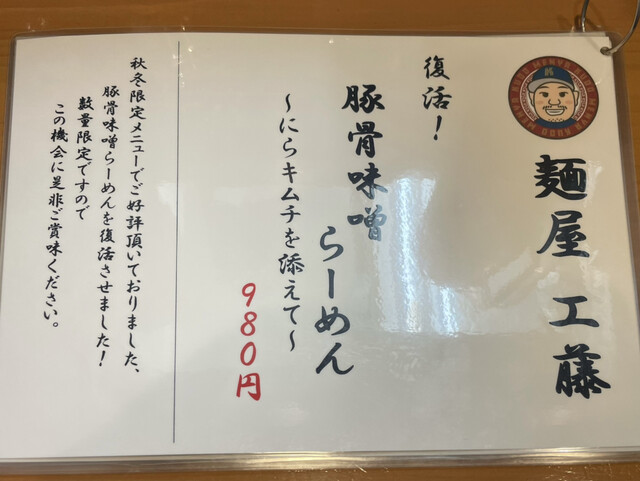 麺屋 工藤
復活！
豚骨味噌
らーめん
～にらキムチを添えて～
980円
秋冬限定メニューでご好評頂いておりました、
豚骨味噌らーめんを復活させました！
数量限定ですので
この機会に是非ご賞味ください。